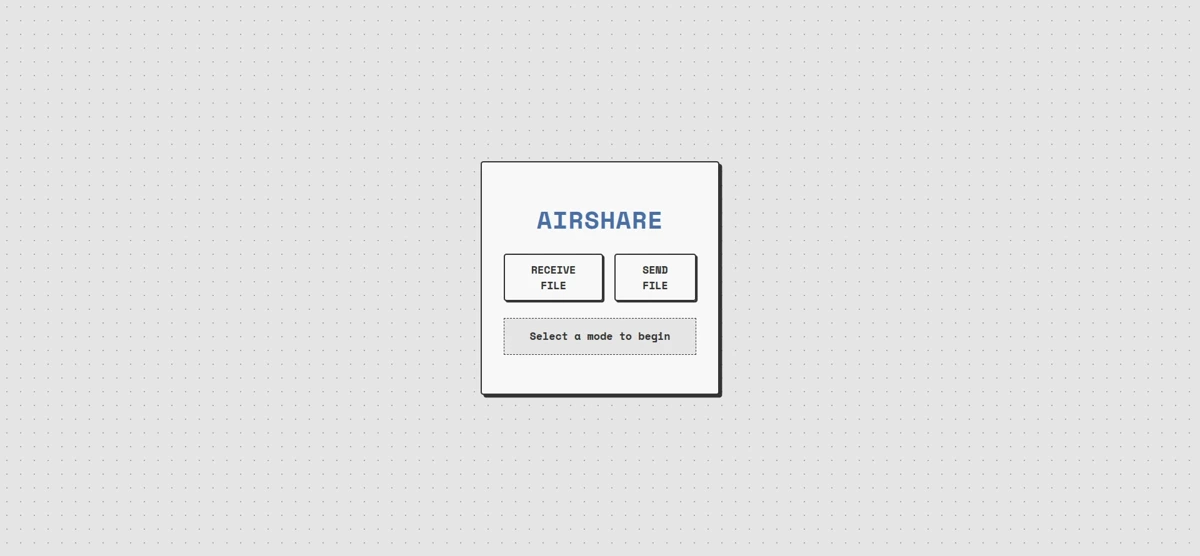 AIRSHARE
RECEIVE
FILE
SEND
FILE
Select a mode to begin